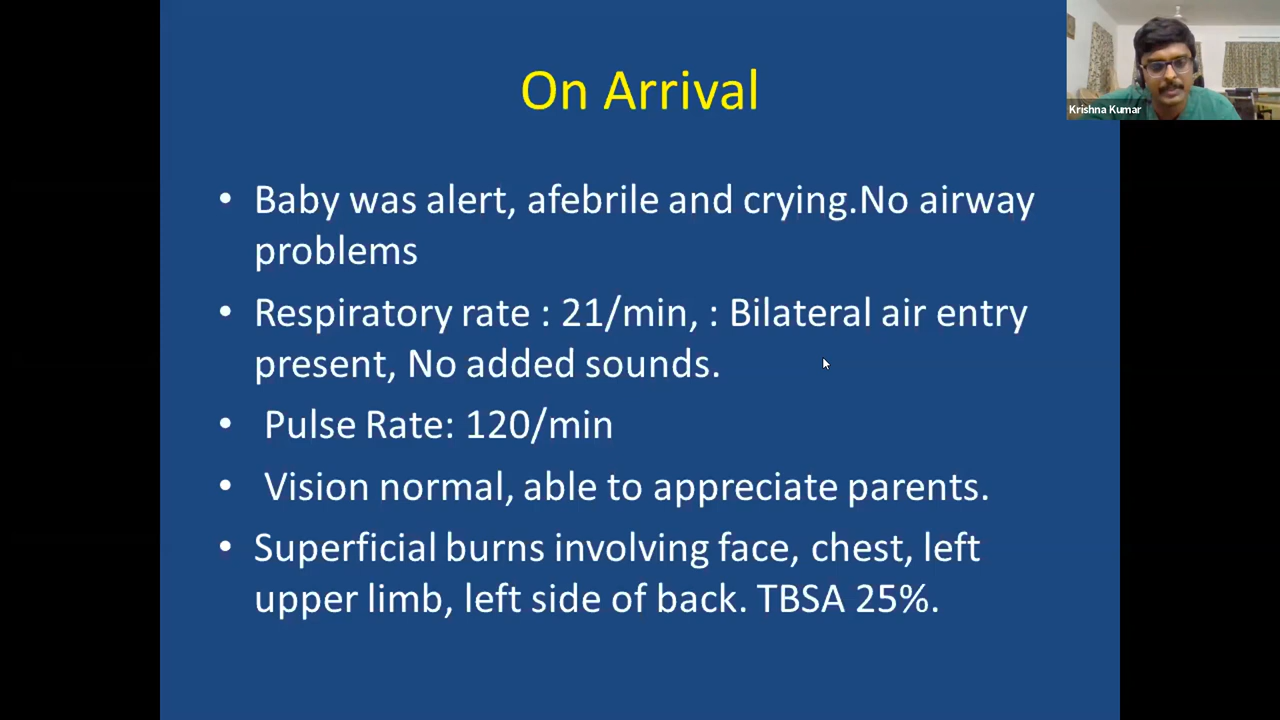 On Arrival
Krishna Kumar
• Baby was alert, afebrile and crying.No airway
problems
• Respiratory rate : 21/min, : Bilateral air entry
present, No added sounds.
• Pulse Rate: 120/min
• Vision normal, able to appreciate parents.
• Superficial burns involving face, chest, left
upper limb, left side of back. TBSA 25%.